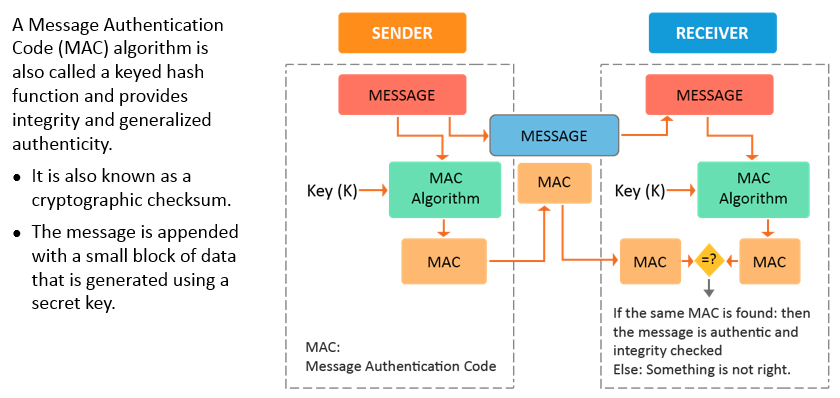 A Message Authentication
Code (MAC) algorithm is
also called a keyed hash
function and provides
integrity and generalized
authenticity.
• It is also known as a
cryptographic checksum.
• The message is appended
with a small block of data
that is generated using a
secret key.
SENDER
MESSAGE
Key (K)
MAC
Algorithm
MAC
MAC:
Message Authentication Code
MESSAGE
MAC
RECEIVER
MESSAGE
Key (K)
MAC
Algorithm
MAC
=?
MAC
If the same MAC is found: then
the message is authentic and
integrity checked
Else: Something is not right.